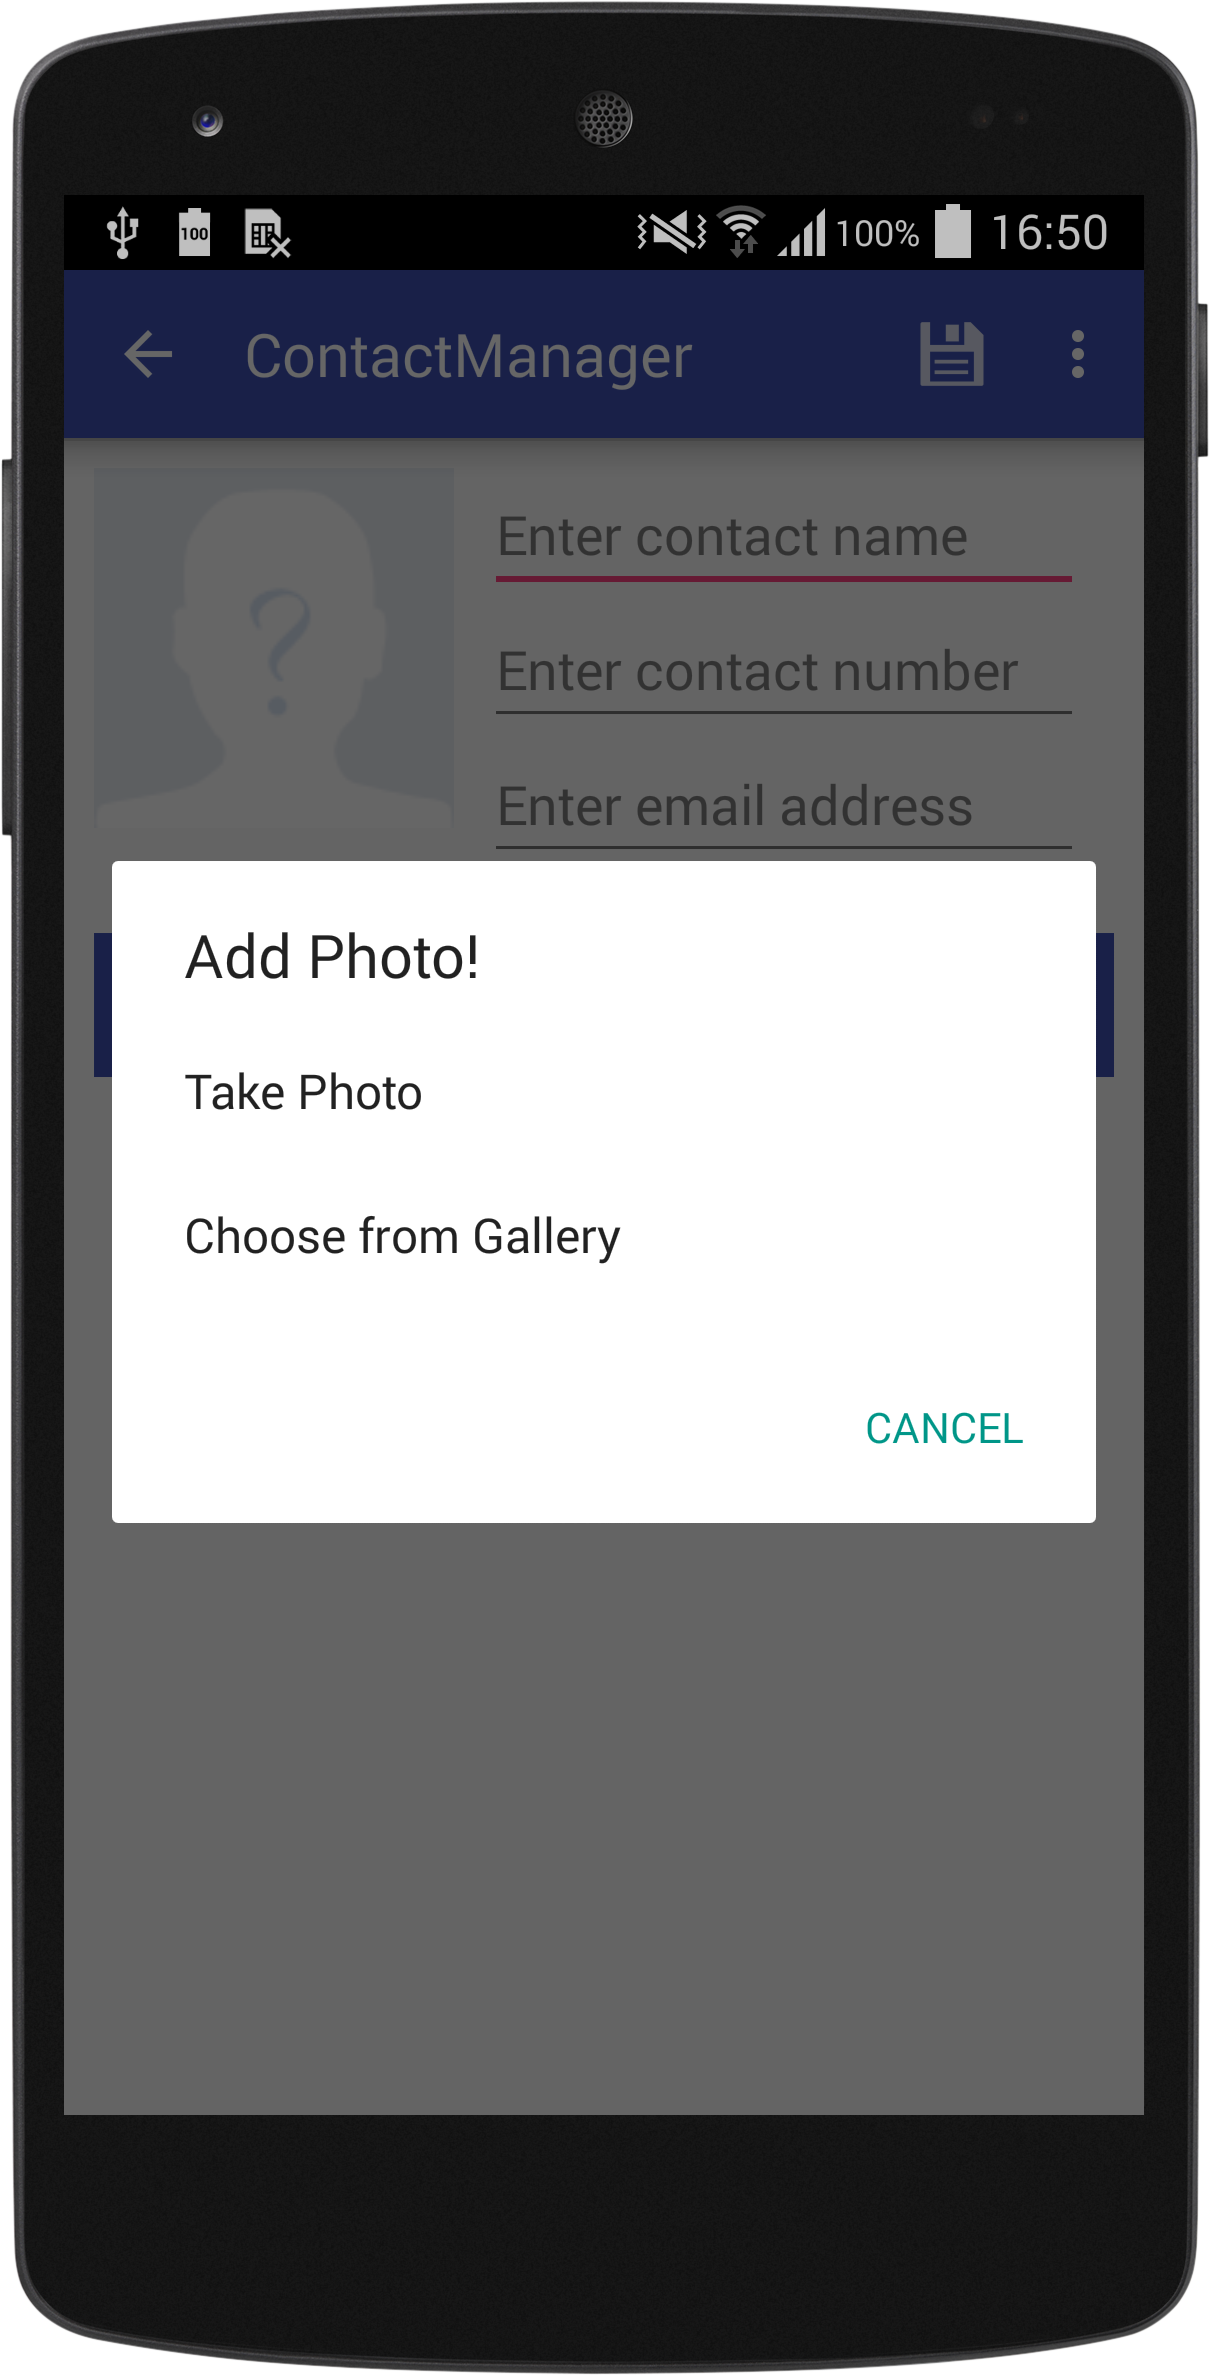 100
100% 16:50
ContactManager
?
Enter contact name
Enter contact number
Enter email address
Add Photo!
Take Photo
Choose from Gallery
CANCEL